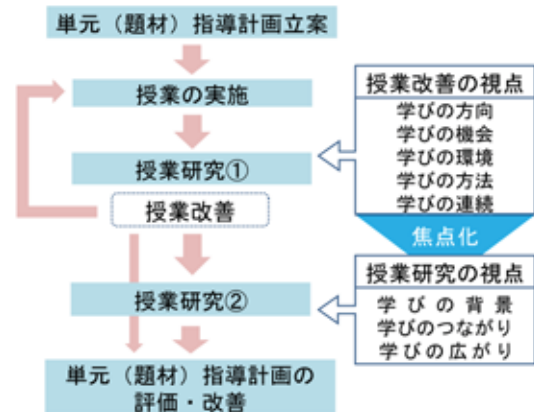 単元（題材）指導計画立案
授業の実施
授業研究①
授業改善
授業研究②
単元（題材）指導計画の
評価・改善
授業改善の視点
学びの方向
学びの機会
学びの環境
学びの方法
学びの連続
焦点化
授業研究の視点
学びの背景
学びのつながり
学びの広がり